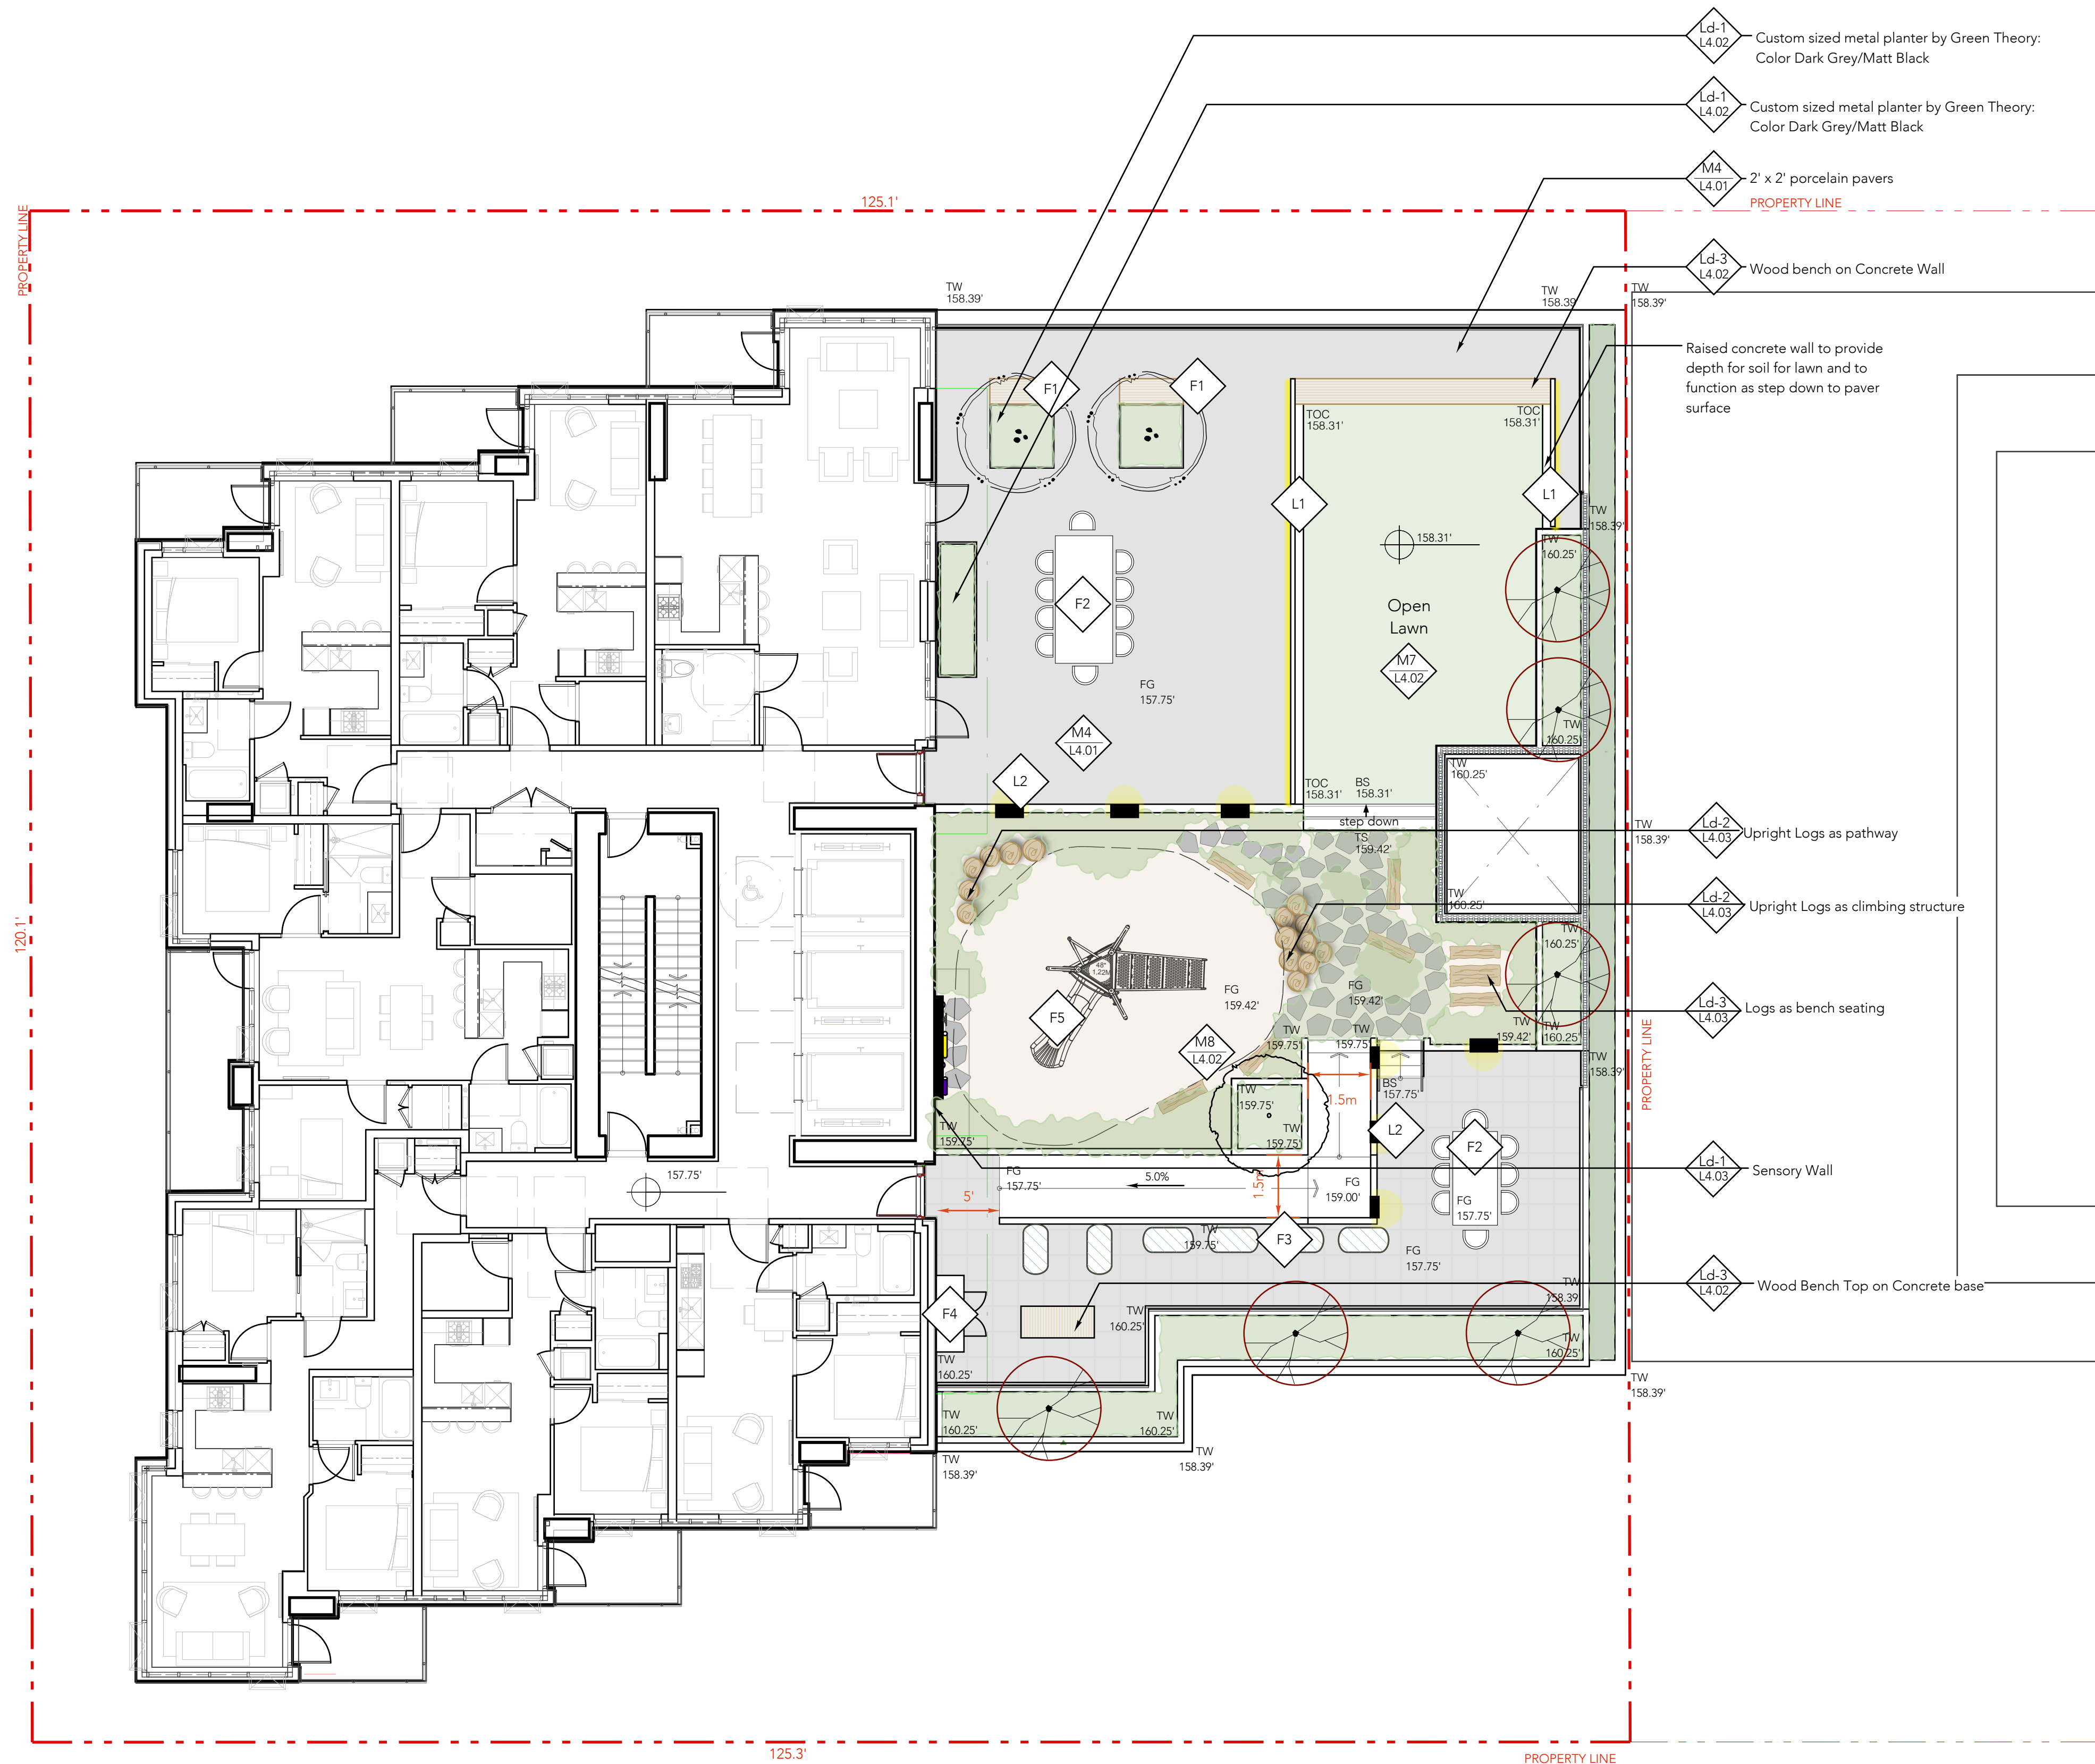 Ld-1
L4.02
Custom sized metal planter by Green Theory:
Color Dark Grey/Matt Black
Ld-1
L4.02
Custom sized metal planter by Green Theory:
Color Dark Grey/Matt Black
M4
L4.01
2' x 2' porcelain pavers
PROPERTY LINE
125.1'
PROPERTY LINE
Ld-3
L4.02
Wood bench on Concrete Wall
TW
158.39'
TW
158.39'
TW
158.39'
Raised concrete wall to provide
depth for soil for lawn and to
function as step down to paver
surface
F1
F1
TOC
158.31'
TOC
158.31'
L1
L1
TW
158.39'
158.31'
TW
160.25'
F2
Open
Lawn
M7
L4.02
FG
157.75'
TW
160.25'
M4
L4.01
L2
TW
160.25'
TOC
158.31'
BS
158.31'
step down
TS
159.42'
TW
158.39'
Ld-2
L4.03
Upright Logs as pathway
TW
160.25'
Ld-2
L4.03
Upright Logs as climbing structure
120.1'
TW
160.25'
48"
1,22M
FG
159.42'
FG
159.42'
F5
Ld-3
L4.03
Logs as bench seating
M8
L4.02
TW
159.75'
TW
159.75'
TW
159.42'
TW
160.25'
TW
158.39'
PROPERTY LINE
BS
157.75'
1.5m
TW
159.75'
TW
159.75'
TW
159.75'
L2
F2
Ld-1
L4.03
Sensory Wall
157.75'
FG
157.75'
5.0%
5'
1.5m
FG
159.00'
FG
157.75'
TW
159.75'
F3
FG
157.75'
Ld-3
L4.02
Wood Bench Top on Concrete base
F4
TW
158.39'
TW
160.25'
TW
160.25'
TW
160.25'
TW
158.39'
TW
160.25'
TW
160.25'
TW
158.39'
TW
158.39'
125.3'
PROPERTY LINE